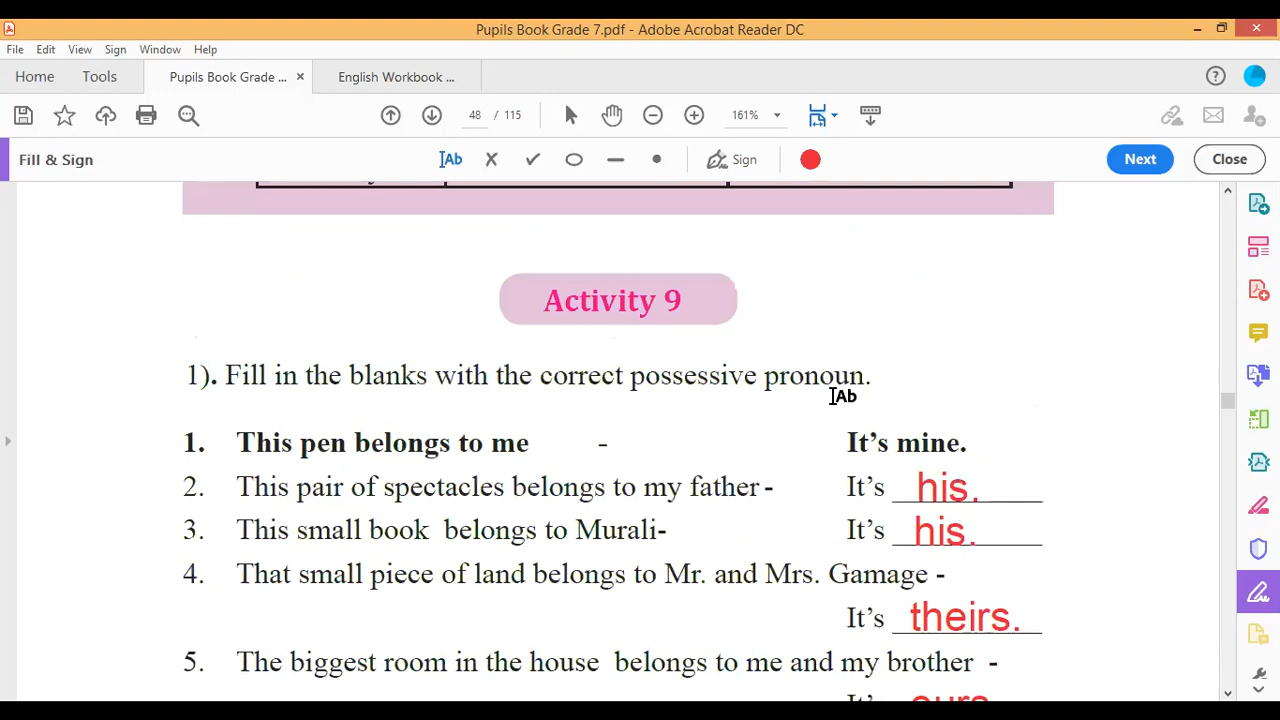 Pupils Book Grade 7.pdf - Adobe Acrobat Reader DC
File Edit View Sign Window Help
Home Tools Pupils Book Grade ... × English Workbook ...
48 / 115 161%
Fill & Sign Ab Sign Next Close
Activity 9
1). Fill in the blanks with the correct possessive pronoun.
Ab
1. This pen belongs to me - It's mine.
2. This pair of spectacles belongs to my father - It's his.
3. This small book belongs to Murali- It's his.
4. That small piece of land belongs to Mr. and Mrs. Gamage -
It's theirs.
5. The biggest room in the house belongs to me and my brother -
It's ours